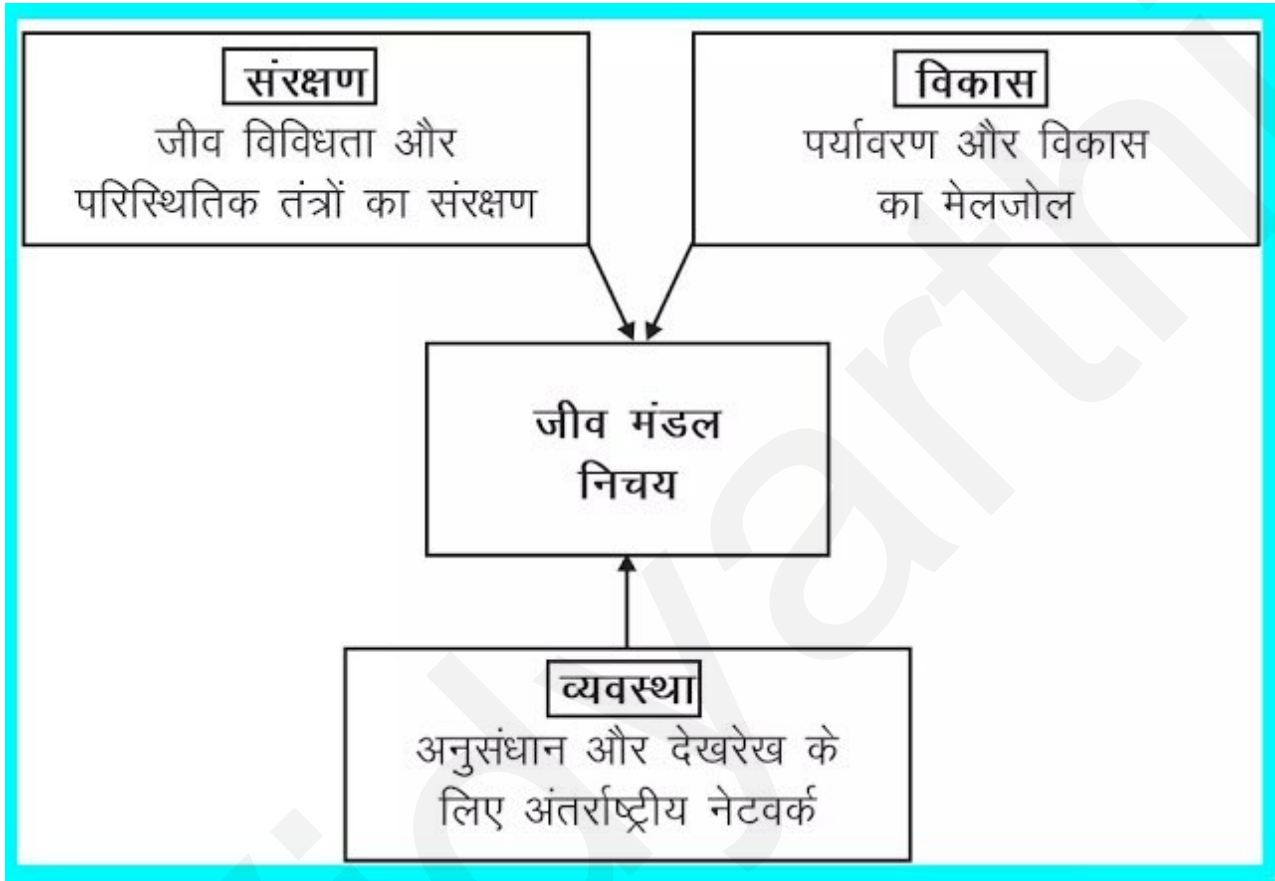 संरक्षण
जीव विविधता और
परिस्थितिक तंत्रों का संरक्षण
विकास
पर्यावरण और विकास
का मेलजोल
जीव मंडल
निचय
व्यवस्था
अनुसंधान और देखरेख के
लिए अंतर्राष्ट्रीय नेटवर्क